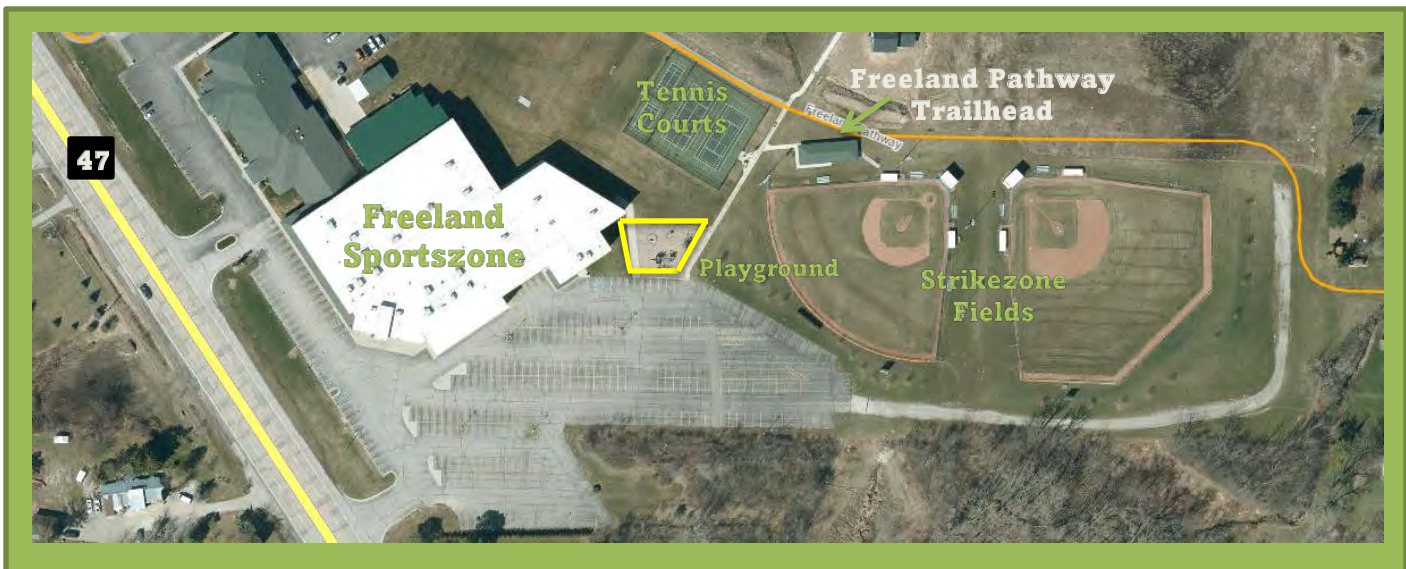 47
Freeland
Sportszone
Tennis
Courts
Freeland Pathway
Trailhead
Freeland Pathway
Playground
Strikezone
Fields